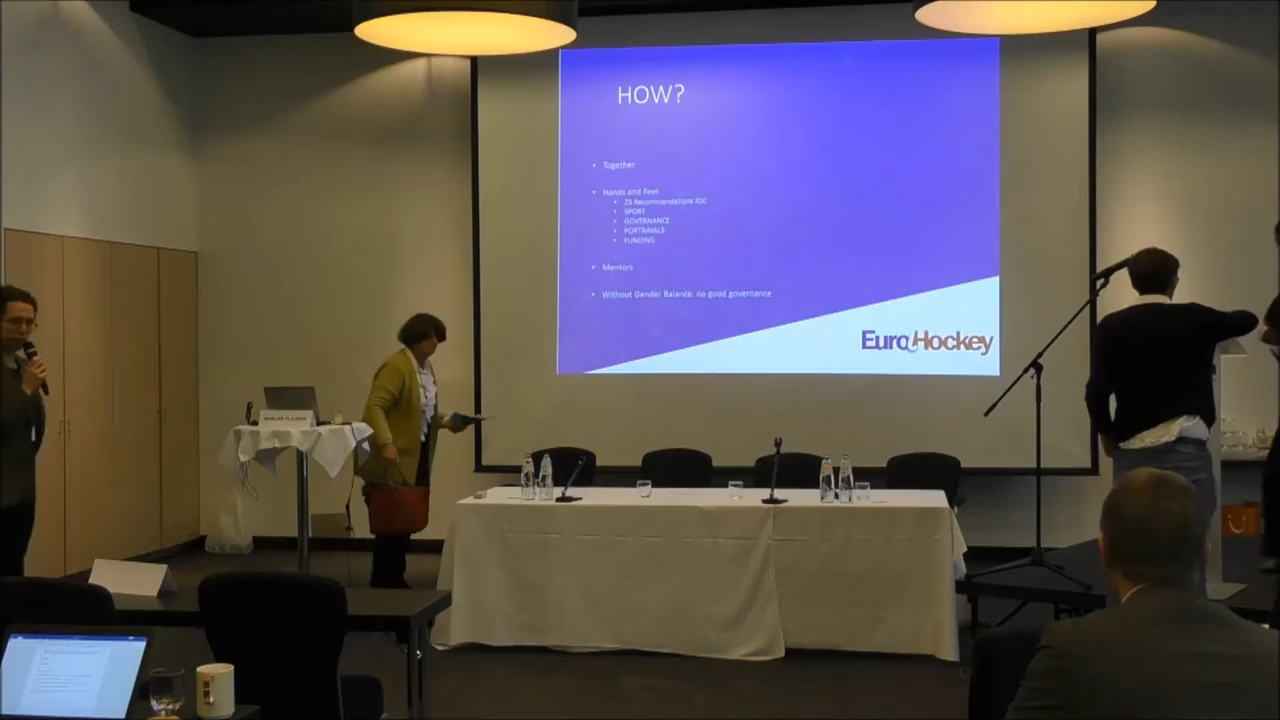 HOW?
• Together
• Hands and Feet
• 25 Recommendations IOC
• SPORT
• GOVERNANCE
• PORTRAYALS
• FUNDING
• Mentors
• Without Gender Balance: no good governance
EuroHockey